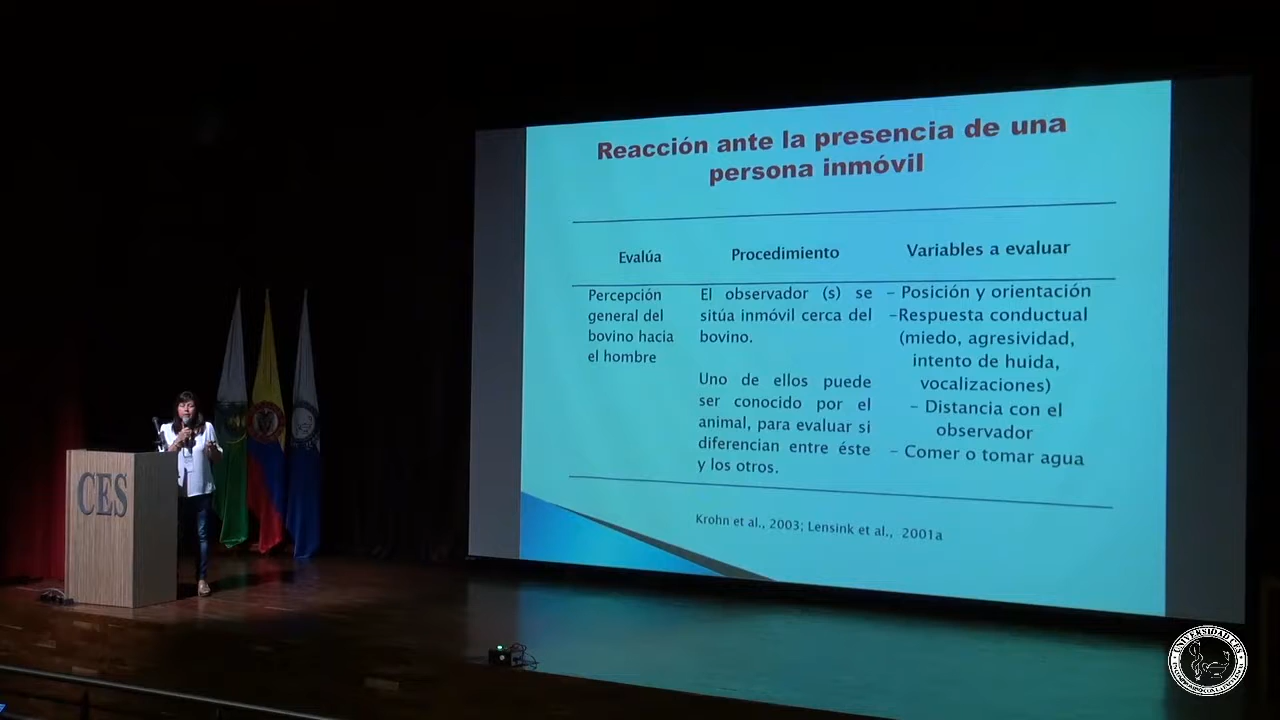 Reacción ante la presencia de una
persona inmóvil
Evalúa
Procedimiento
Variables a evaluar
Percepción
general del
bovino hacia
el hombre
El observador (s) se
sitúa inmóvil cerca del
bovino.
Uno de ellos puede
ser conocido por el
animal, para evaluar si
diferencian entre éste
y los otros.
- Posición y orientación
-Respuesta conductual
(miedo, agresividad,
intento de huida,
vocalizaciones)
- Distancia con el
observador
- Comer o tomar agua
Krohn et al., 2003; Lensink et al., 2001a
CES
UNIVERSIDAD CES